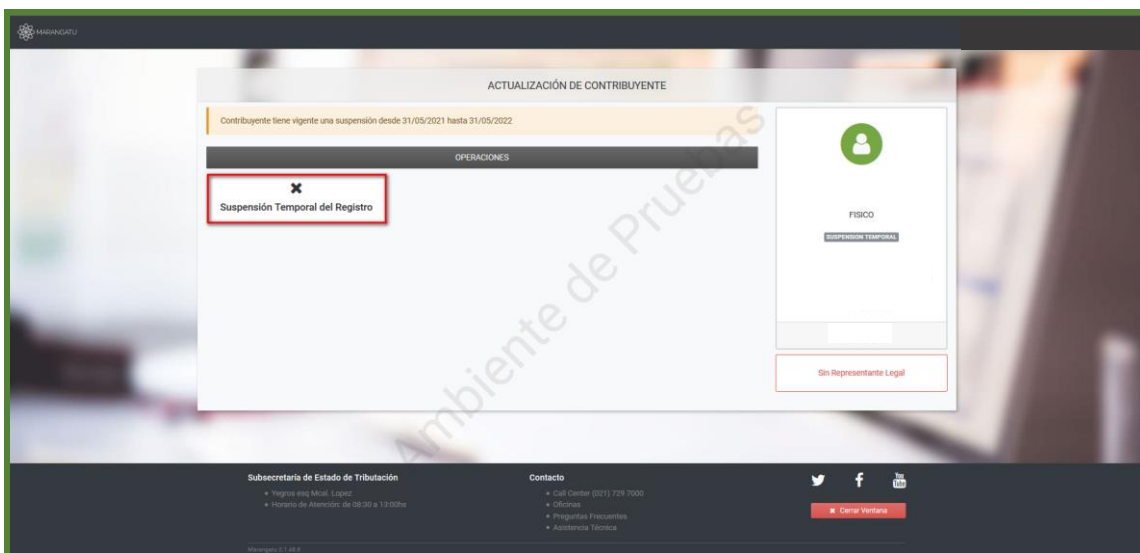 MARANGATU
ACTUALIZACIÓN DE CONTRIBUYENTE
Contribuyente tiene vigente una suspensión desde 31/05/2021 hasta 31/05/2022
OPERACIONES
Suspensión Temporal del Registro
FISICO
SUSPENSION TEMPORAL
Sin Representante Legal
Ambiente de Pruebas
Subsecretaría de Estado de Tributación
Yegros esq Mcal. Lopez
Horario de Atención: de 08:30 a 13:00hs
Contacto
Call Center (021) 729 7000
Oficinas
Preguntas Frecuentes
Asistencia Técnica
You Tube
Cerrar Ventana